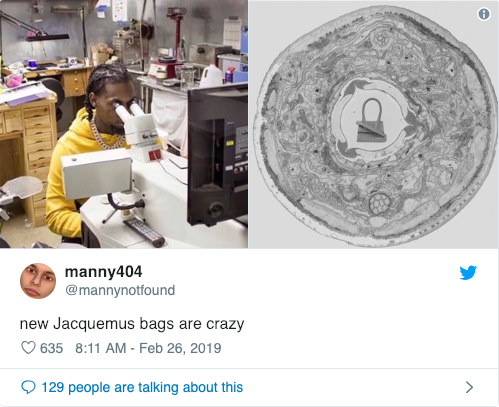 manny404
@mannynotfound
new Jacquemus bags are crazy
635 8:11 AM - Feb 26, 2019
129 people are talking about this